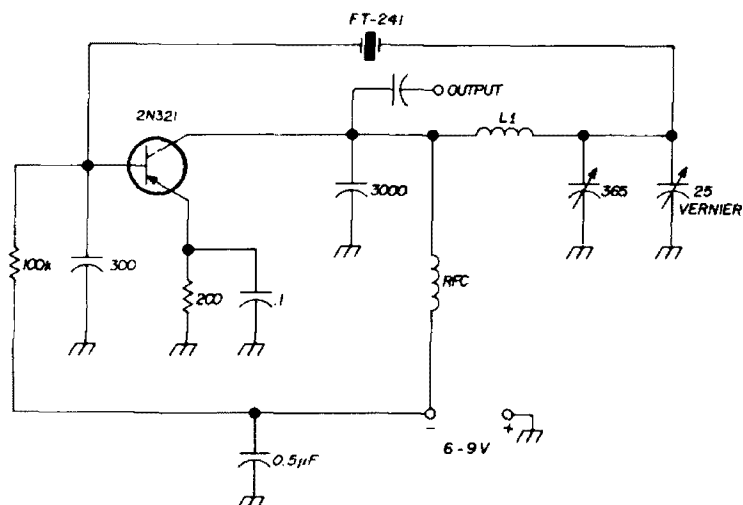 FT-241
OUTPUT
2N321
L1
3000
365
25
VERNIER
100k
300
200
.1
RFC
-
+
6-9V
0.5µF